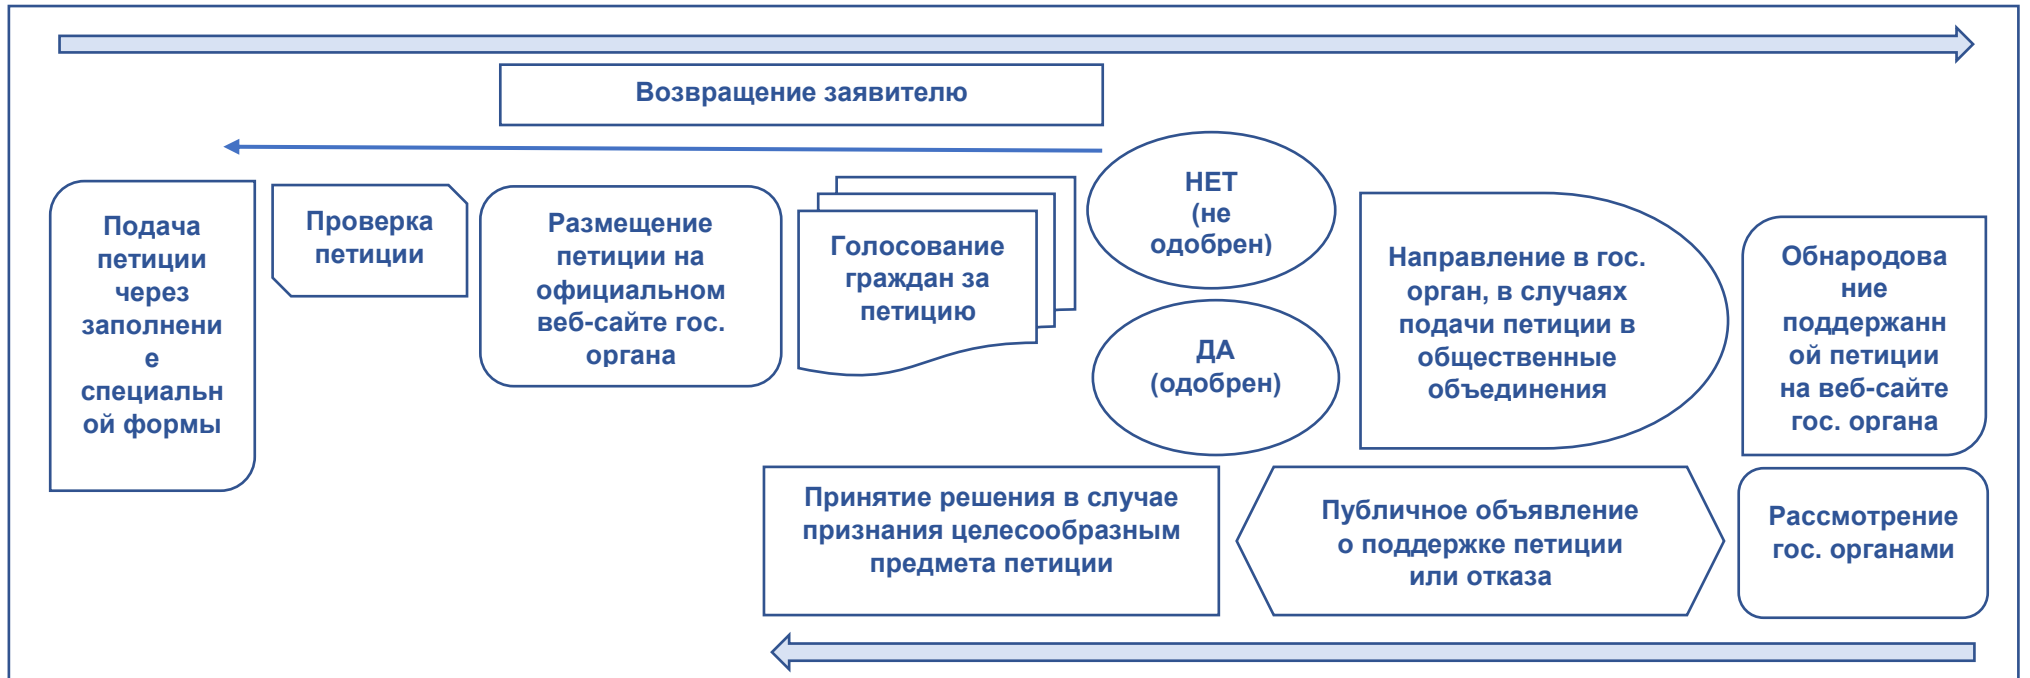 Возвращение заявителю
Подача
петиции
через
заполнени
е
специальн
ой формы
Проверка
петиции
Размещение
петиции на
официальном
веб-сайте гос.
органа
Голосование
граждан за
петицию
НЕТ
(не
одобрен)
ДА
(одобрен)
Направление в гос.
орган, в случаях
подачи петиции в
общественные
объединения
Обнародова
ние
поддержанн
ой петиции
на веб-сайте
гос. органа
Рассмотрение
гос. органами
Публичное объявление
о поддержке петиции
или отказа
Принятие решения в случае
признания целесообразным
предмета петиции